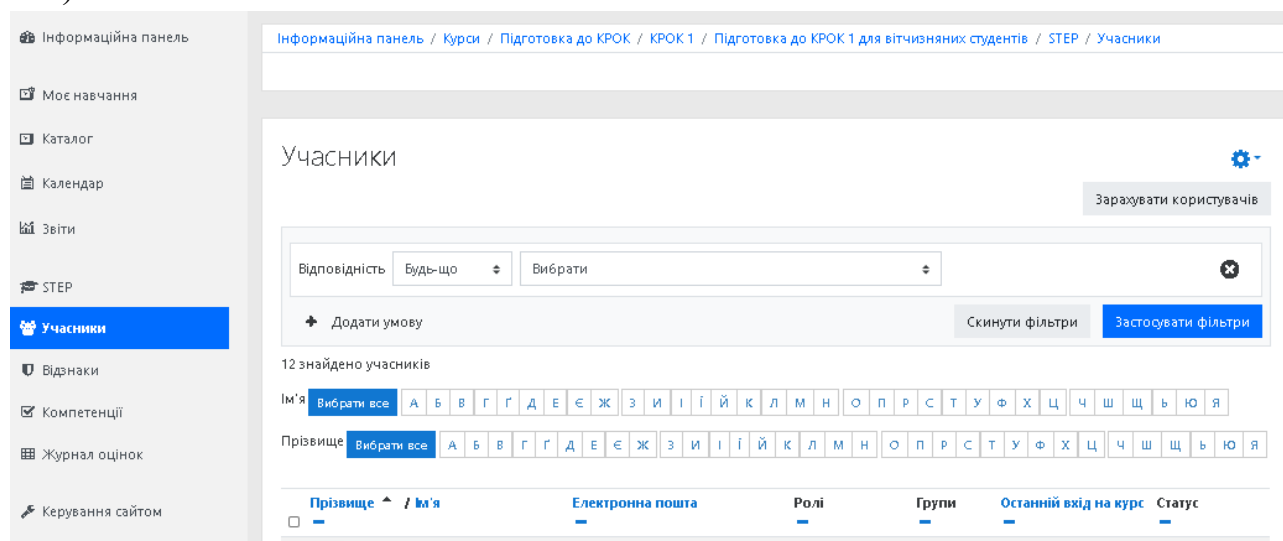 )
Інформаційна панель
Моє навчання
Каталог
Календар
Звіти
STEP
Учасники
Відзнаки
Компетенції
Журнал оцінок
Керування сайтом
Інформаційна панель / Курси / Підготовка до КРОК / КРОК 1 / Підготовка до КРОК 1 для вітчизняних студентів / STEP / Учасники
Учасники
Зарахувати користувачів
Відповідність Будь-що Вибрати
Додати умову Скинути фільтри Застосувати фільтри
12 знайдено учасників
Ім'я Вибрати все А Б В Г Ґ Д Е Є Ж З И І Ї Й К Л М Н О П Р С Т У Ф Х Ц Ч Ш Щ Ь Ю Я
Прізвище Вибрати все А Б В Г Ґ Д Е Є Ж З И І Ї Й К Л М Н О П Р С Т У Ф Х Ц Ч Ш Щ Ь Ю Я
Прізвище / Ім'я Електронна пошта Ролі Групи Останній вхід на курс Статус